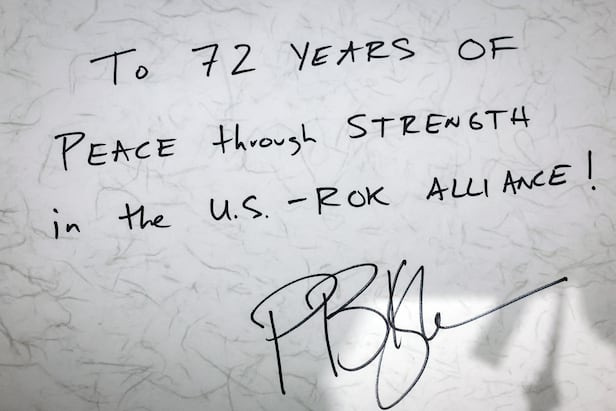 To 72 YEARS OF
PEACE through STRENGTH
in the U.S. - ROK ALLIANCE!